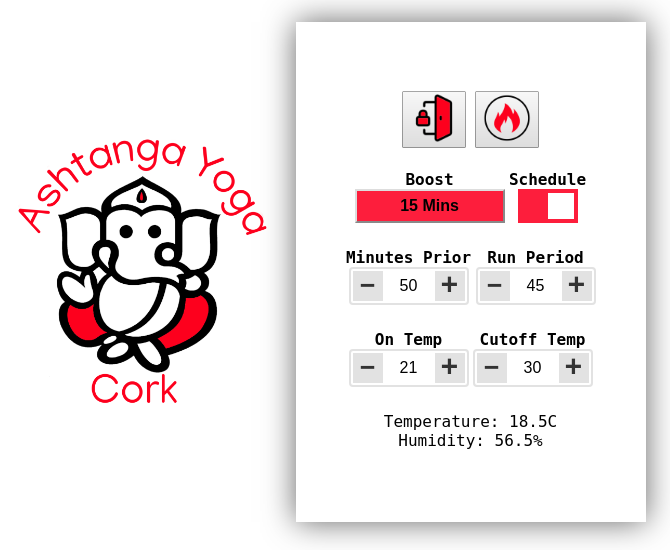 Ashtanga Yoga
Cork
Boost Schedule
15 Mins
Minutes Prior Run Period
− 50 + − 45 +
On Temp Cutoff Temp
− 21 + − 30 +
Temperature: 18.5C
Humidity: 56.5%